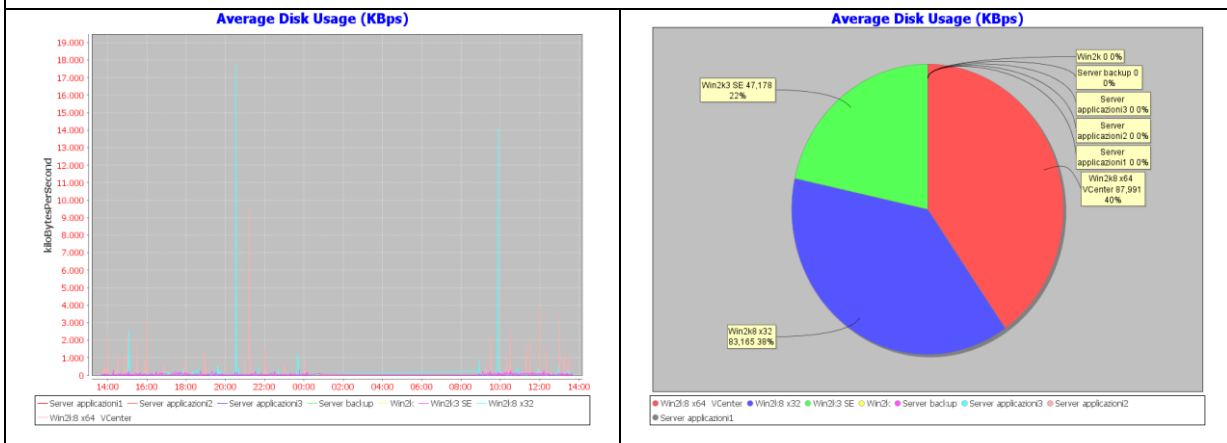 Average Disk Usage (KBps)
19.000
18.000
17.000
16.000
15.000
14.000
13.000
12.000
11.000
10.000
9.000
8.000
7.000
6.000
5.000
4.000
3.000
2.000
1.000
0
kiloBytesPerSecond
14:00 16:00 18:00 20:00 22:00 00:00 02:00 04:00 06:00 08:00 10:00 12:00 14:00
Server applicazioni1 Server applicazioni2 Server applicazioni3 Server backup Win2k Win2k3 SE Win2k8 x32
Win2k8 x64 VCenter
Average Disk Usage (KBps)
Win2k 0 0%
Server backup 0
0%
Server
applicazioni3 0 0%
Server
applicazioni2 0 0%
Server
applicazioni1 0 0%
Win2k8 x64
VCenter 87,991
40%
Win2k3 SE 47,178
22%
Win2k8 x32
83,165 38%
Win2k8 x64 VCenter Win2k8 x32 Win2k3 SE Win2k Server backup Server applicazioni3 Server applicazioni2
Server applicazioni1